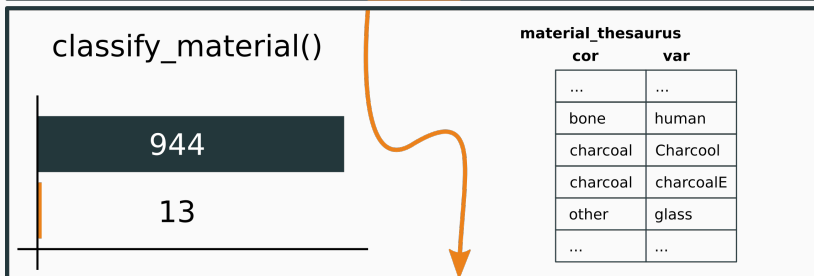 classify_material()
944
13
material_thesaurus
cor var
... ...
bone human
charcoal Charcool
charcoal charcoalE
other glass
... ...